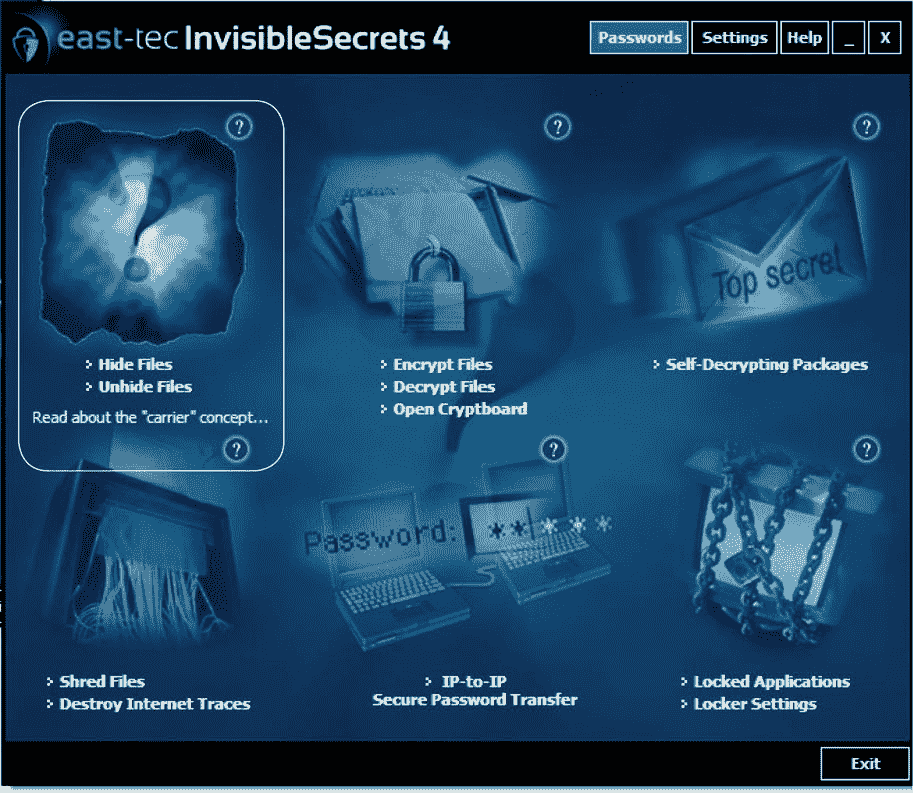 east-tec InvisibleSecrets 4
Passwords Settings Help _ X
? ? ?
Top secret
> Hide Files
> Unhide Files
Read about the "carrier" concept...
> Encrypt Files
> Decrypt Files
> Open Cryptboard
> Self-Decrypting Packages
? ? ?
Password: **|***
> Shred Files
> Destroy Internet Traces
> IP-to-IP
Secure Password Transfer
> Locked Applications
> Locker Settings
Exit